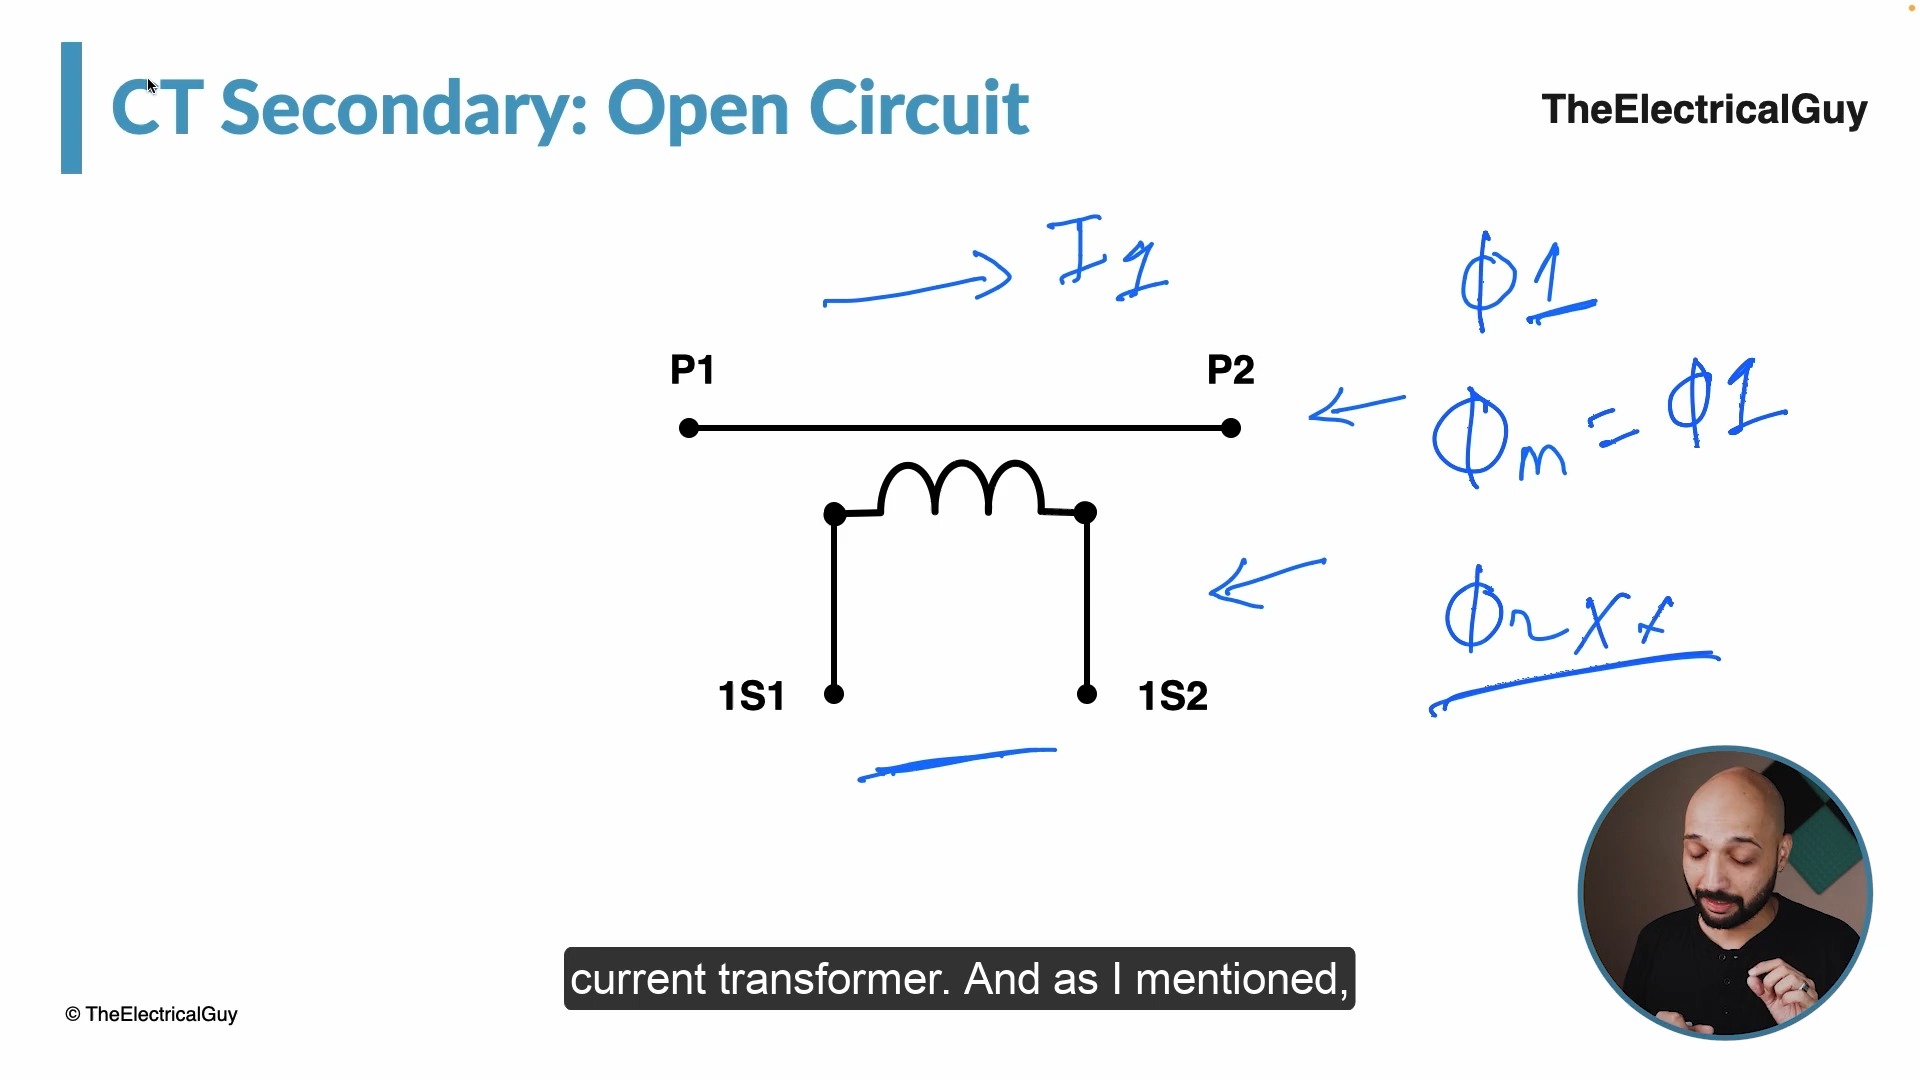 CT Secondary: Open Circuit
TheElectricalGuy
I1
Φ1
P1
P2
Φm = Φ1
Φ2 X X
1S1
1S2
current transformer. And as I mentioned,
© TheElectricalGuy